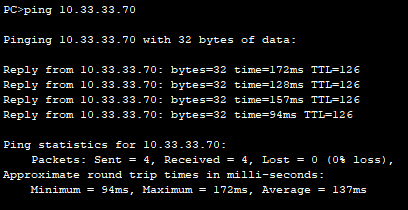 PC>ping 10.33.33.70
Pinging 10.33.33.70 with 32 bytes of data:
Reply from 10.33.33.70: bytes=32 time=172ms TTL=126
Reply from 10.33.33.70: bytes=32 time=128ms TTL=126
Reply from 10.33.33.70: bytes=32 time=157ms TTL=126
Reply from 10.33.33.70: bytes=32 time=94ms TTL=126
Ping statistics for 10.33.33.70:
Packets: Sent = 4, Received = 4, Lost = 0 (0% loss),
Approximate round trip times in milli-seconds:
Minimum = 94ms, Maximum = 172ms, Average = 137ms